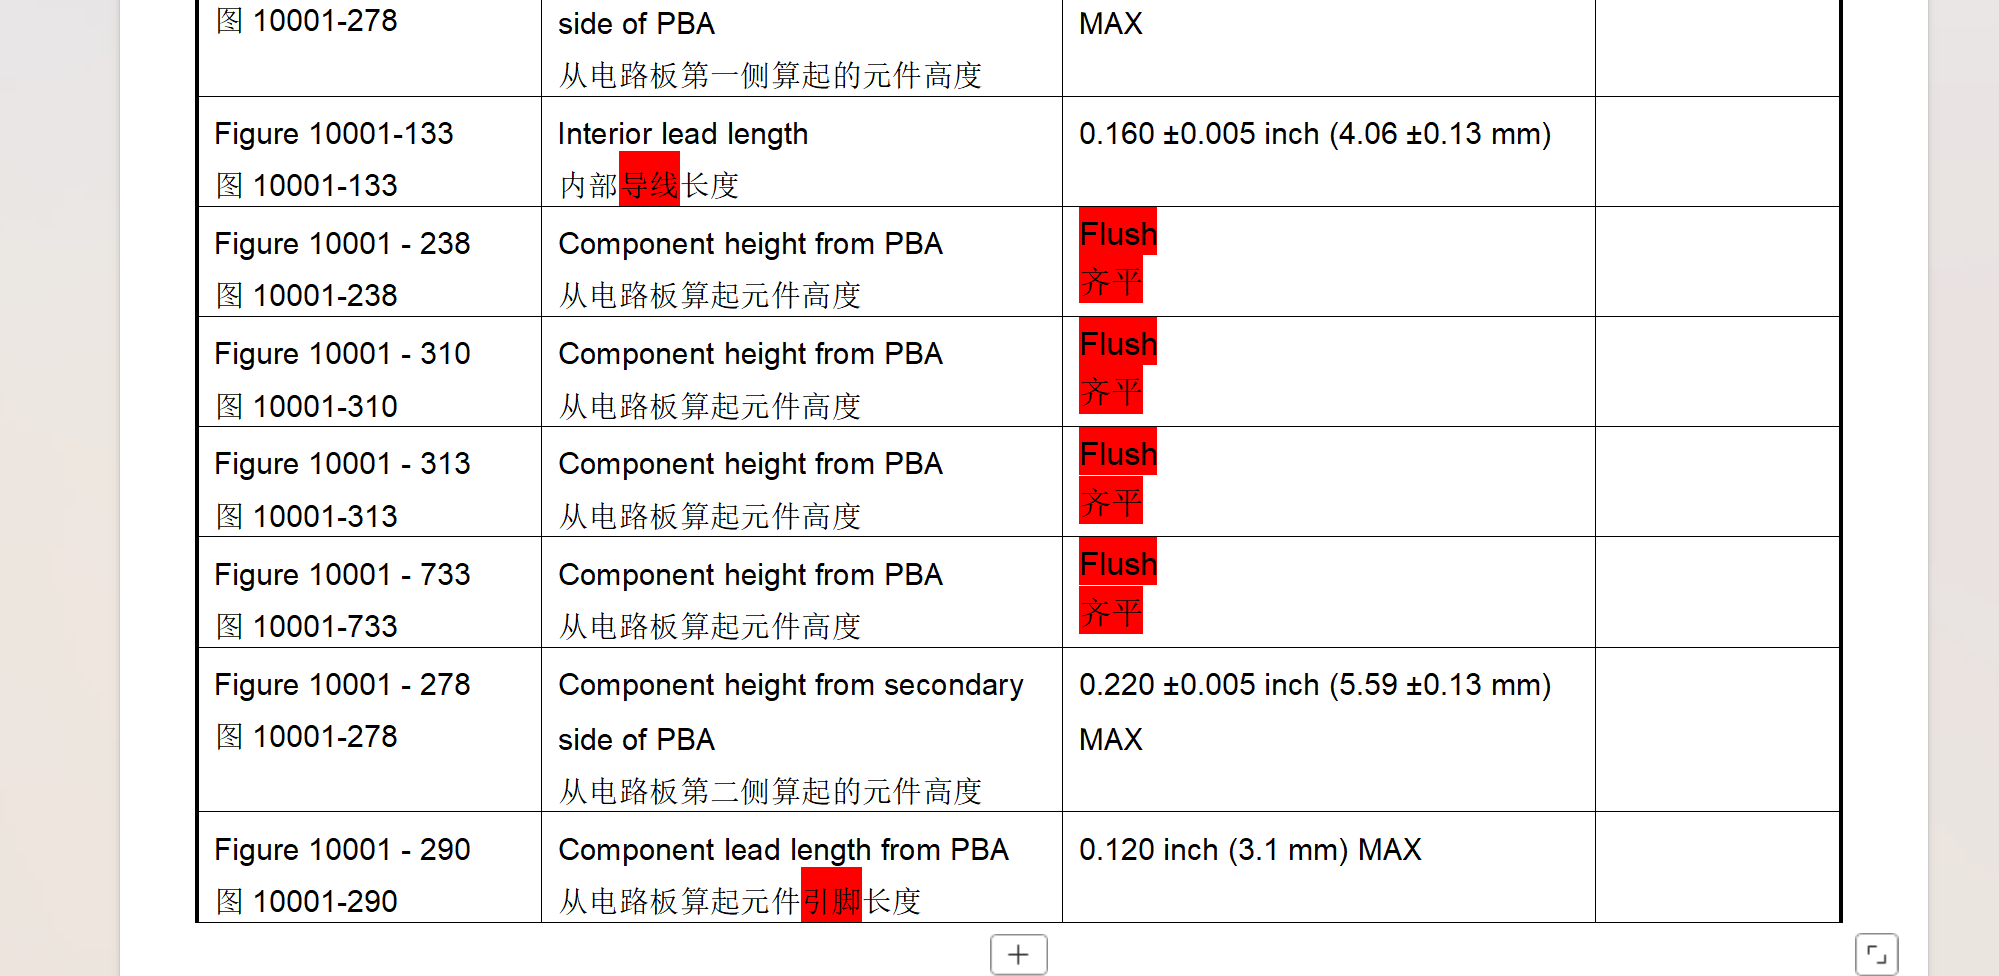 图 10001-278
side of PBA
从电路板第一侧算起的元件高度
MAX
Figure 10001-133
图 10001-133
Interior lead length
内部导线长度
0.160 ±0.005 inch (4.06 ±0.13 mm)
Figure 10001 - 238
图 10001-238
Component height from PBA
从电路板算起元件高度
Flush
齐平
Figure 10001 - 310
图 10001-310
Component height from PBA
从电路板算起元件高度
Flush
齐平
Figure 10001 - 313
图 10001-313
Component height from PBA
从电路板算起元件高度
Flush
齐平
Figure 10001 - 733
图 10001-733
Component height from PBA
从电路板算起元件高度
Flush
齐平
Figure 10001 - 278
图 10001-278
Component height from secondary
side of PBA
从电路板第二侧算起的元件高度
0.220 ±0.005 inch (5.59 ±0.13 mm)
MAX
Figure 10001 - 290
图 10001-290
Component lead length from PBA
从电路板算起元件引脚长度
0.120 inch (3.1 mm) MAX